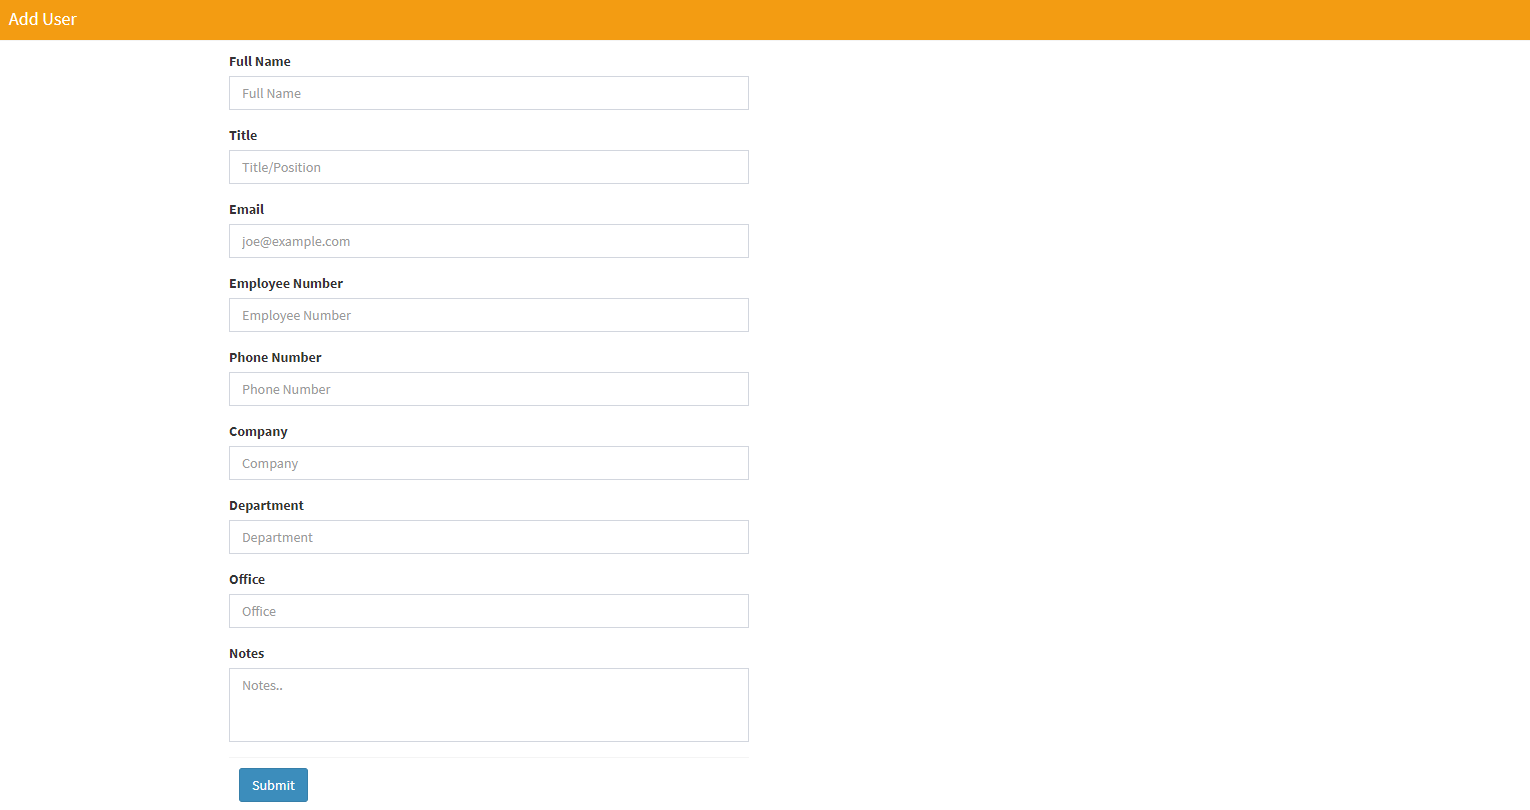 Add User
Full Name
Full Name
Title
Title/Position
Email
joe@example.com
Employee Number
Employee Number
Phone Number
Phone Number
Company
Company
Department
Department
Office
Office
Notes
Notes..
Submit